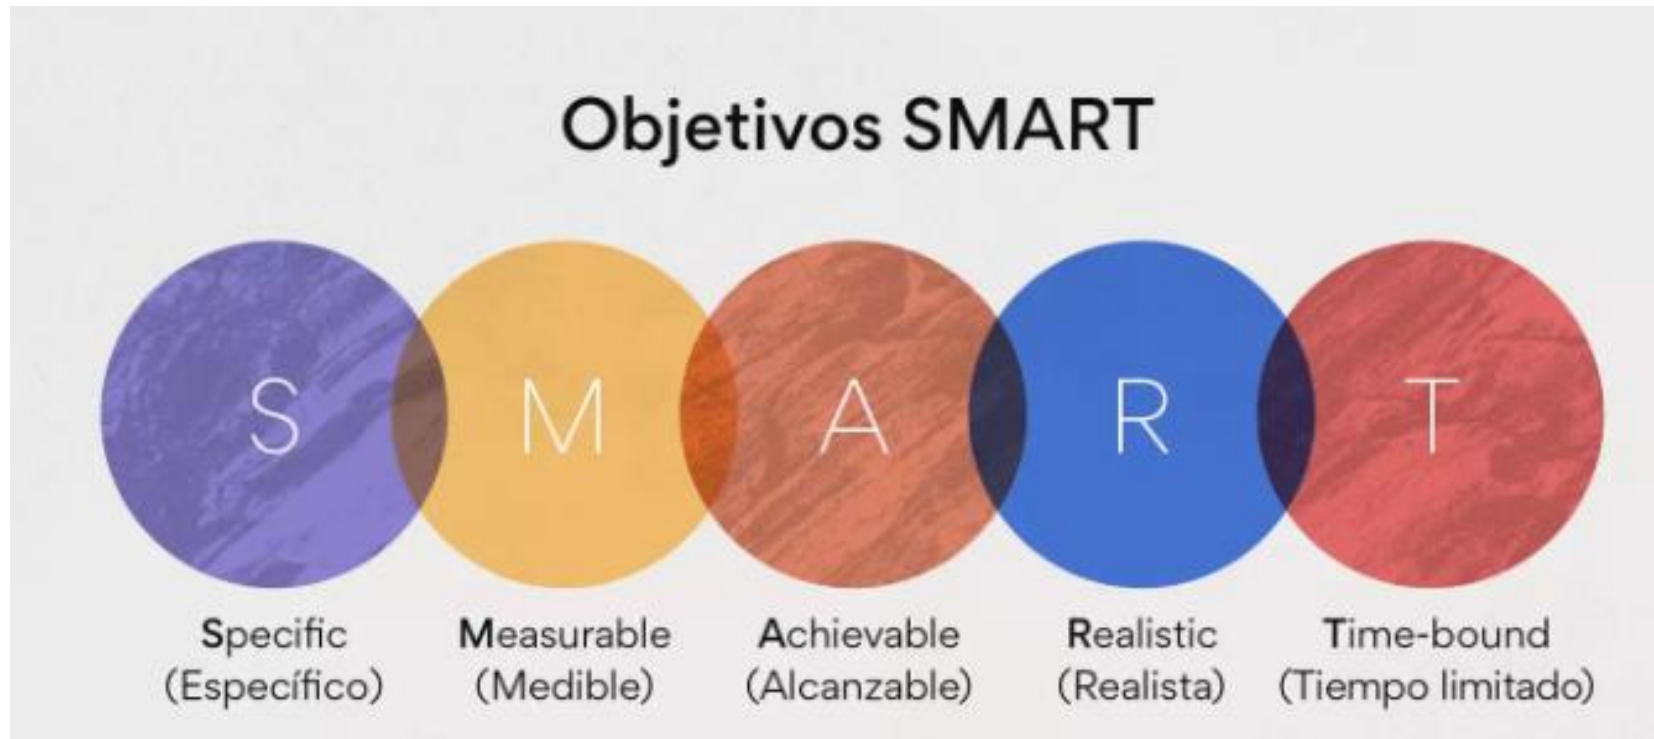 Objetivos SMART
S M A R T
Specific Measurable Achievable Realistic Time-bound
(Específico) (Medible) (Alcanzable) (Realista) (Tiempo limitado)